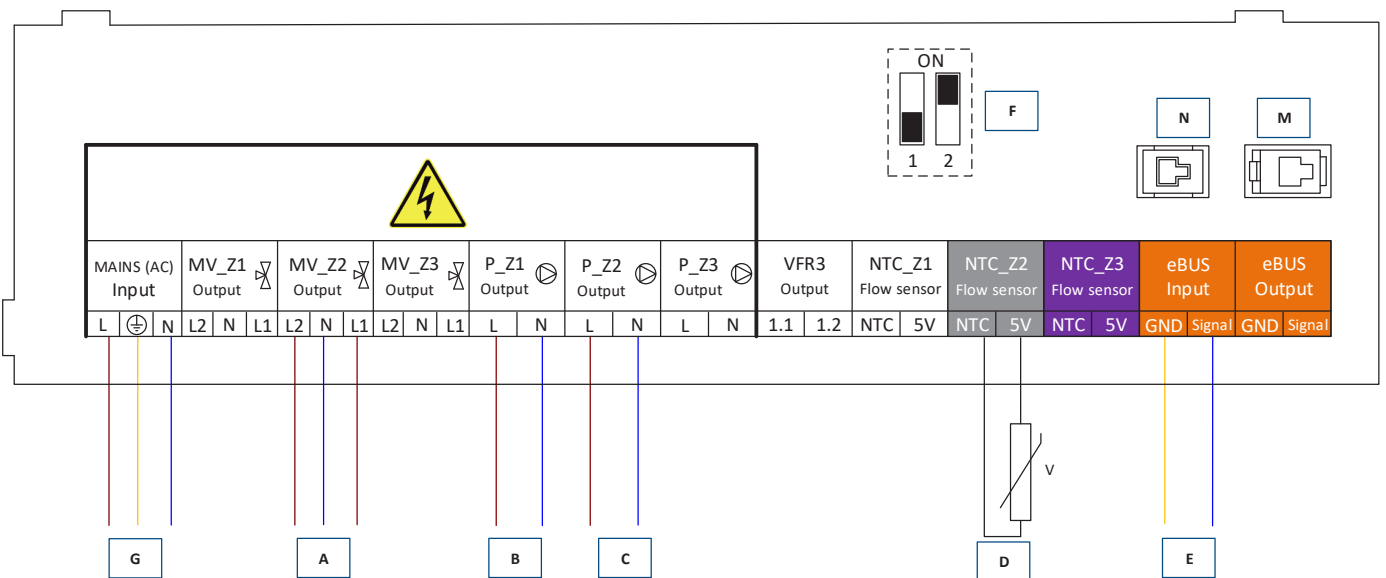 ON
1 2
F
N
M
MAINS (AC) Input
MV_Z1 Output
MV_Z2 Output
MV_Z3 Output
P_Z1 Output
P_Z2 Output
P_Z3 Output
VFR3 Output
NTC_Z1 Flow sensor
NTC_Z2 Flow sensor
NTC_Z3 Flow sensor
eBUS Input
eBUS Output
L N L2 N L1 L2 N L1 L2 N L1 L N L N L N 1.1 1.2 NTC 5V NTC 5V NTC 5V GND Signal GND Signal
V
G
A
B
C
D
E